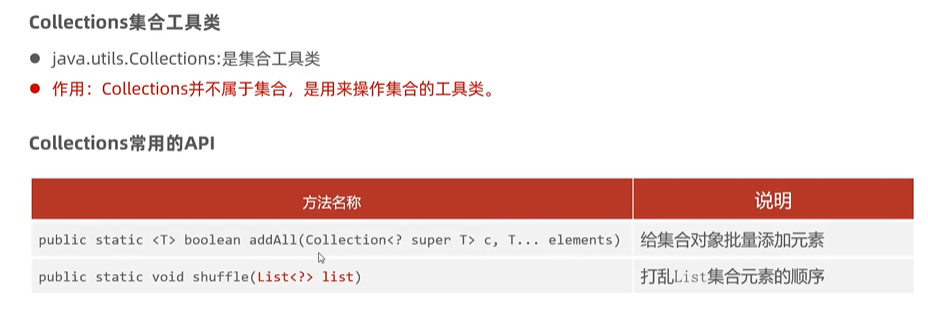 Collections集合工具类
● java.utils.Collections:是集合工具类
● 作用：Collections并不属于集合，是用来操作集合的工具类。
Collections常用的API
方法名称 说明
public static <T> boolean addAll(Collection<? super T> c, T... elements) 给集合对象批量添加元素
public static void shuffle(List<?> list) 打乱List集合元素的顺序